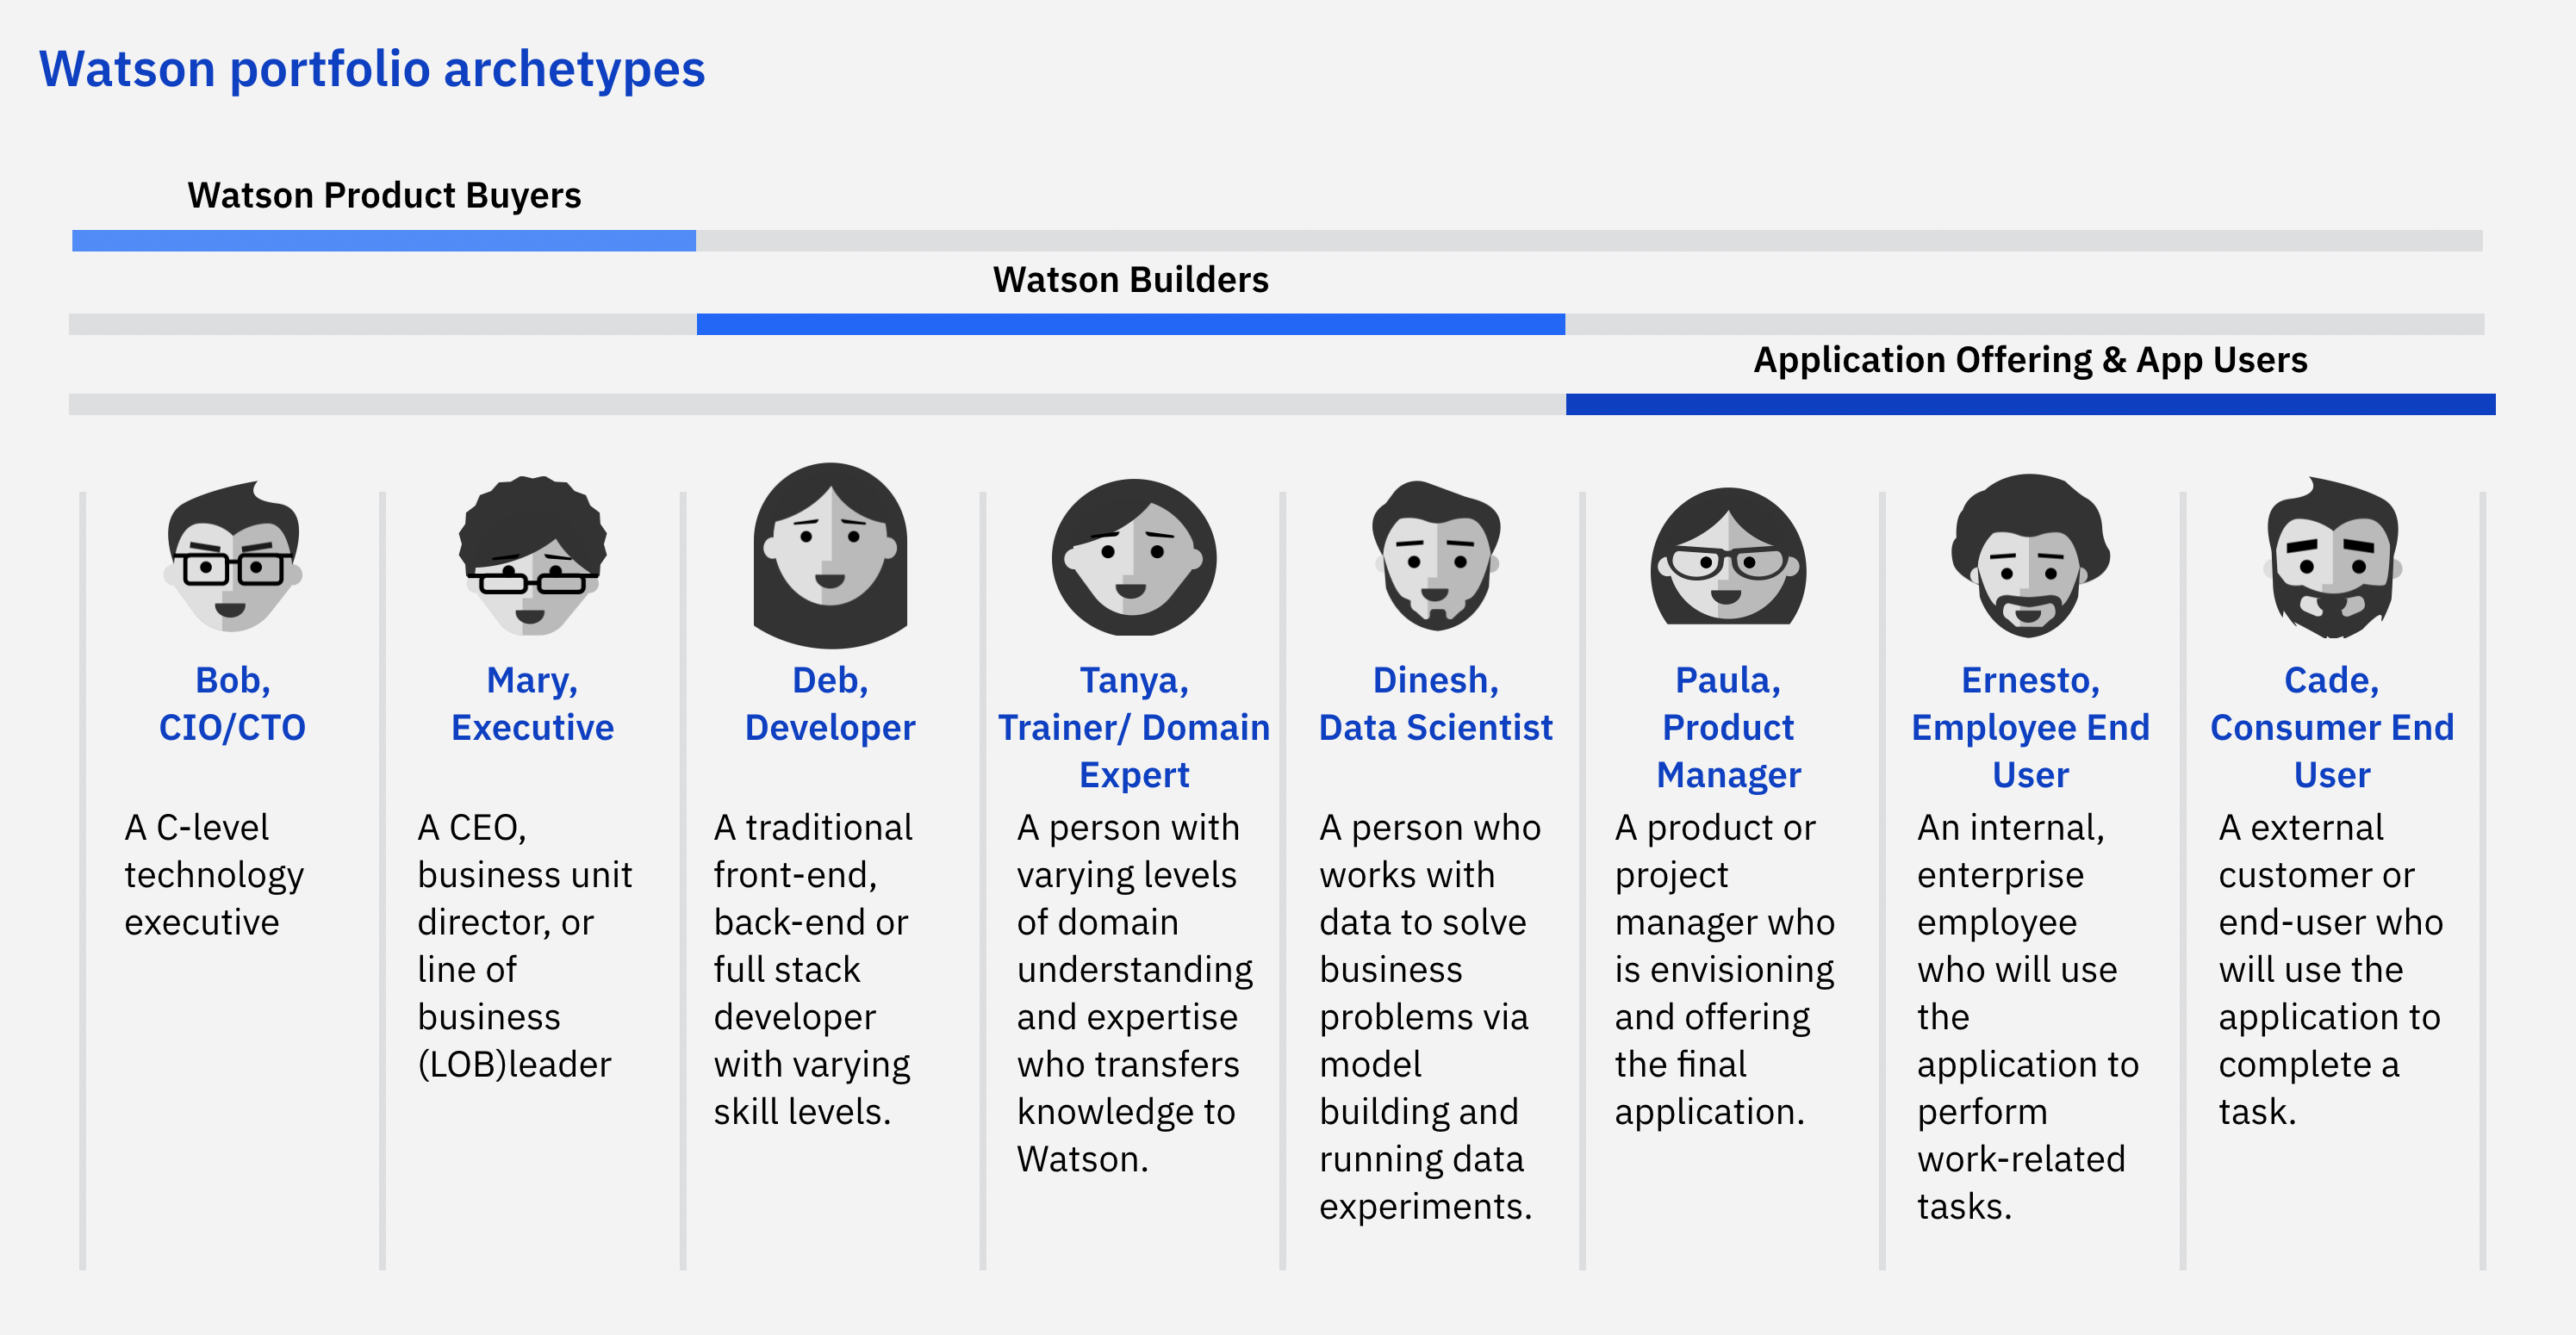 Watson portfolio archetypes
Watson Product Buyers
Watson Builders
Application Offering & App Users
Bob,
CIO/CTO
A C-level
technology
executive
Mary,
Executive
A CEO,
business unit
director, or
line of
business
(LOB)leader
Deb,
Developer
A traditional
front-end,
back-end or
full stack
developer
with varying
skill levels.
Tanya,
Trainer/ Domain
Expert
A person with
varying levels
of domain
understanding
and expertise
who transfers
knowledge to
Watson.
Dinesh,
Data Scientist
A person who
works with
data to solve
business
problems via
model
building and
running data
experiments.
Paula,
Product
Manager
A product or
project
manager who
is envisioning
and offering
the final
application.
Ernesto,
Employee End
User
An internal,
enterprise
employee
who will use
the
application to
perform
work-related
tasks.
Cade,
Consumer End
User
A external
customer or
end-user who
will use the
application to
complete a
task.